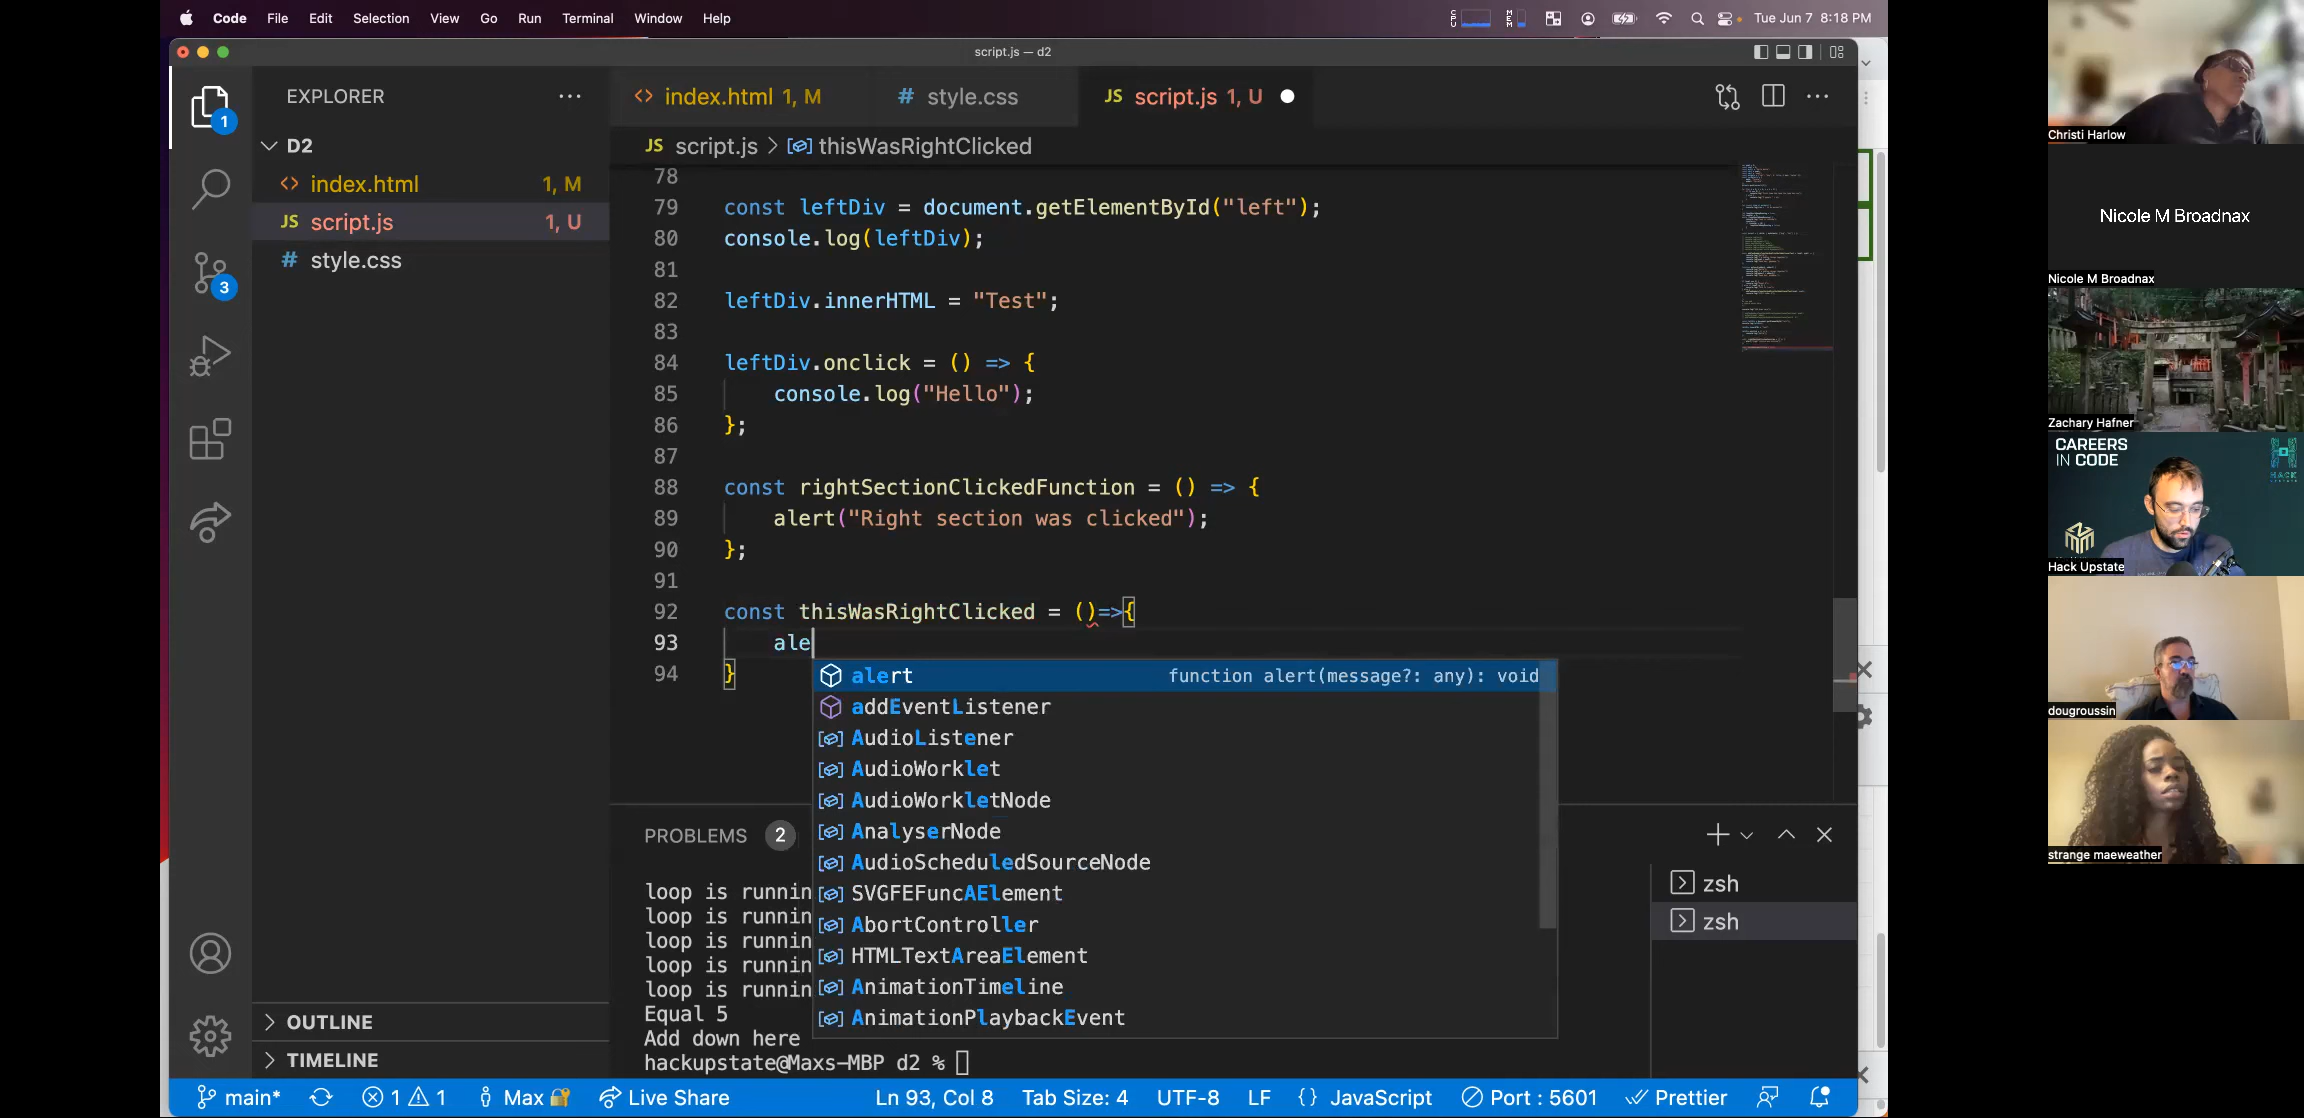 Code File Edit Selection View Go Run Terminal Window Help
CPU MEM Tue Jun 7 8:18 PM
script.js — d2
EXPLORER
index.html 1, M
style.css
JS script.js 1, U
JS script.js > thisWasRightClicked
D2
index.html 1, M
JS script.js 1, U
# style.css
1
3
78
79 const leftDiv = document.getElementById("left");
80 console.log(leftDiv);
81
82 leftDiv.innerHTML = "Test";
83
84 leftDiv.onclick = () => {
85 console.log("Hello");
86 };
87
88 const rightSectionClickedFunction = () => {
89 alert("Right section was clicked");
90 };
91
92 const thisWasRightClicked = ()=>{
93 ale
94 }
alert function alert(message?: any): void
addEventListener
AudioListener
AudioWorklet
AudioWorkletNode
AnalyserNode
AudioScheduledSourceNode
SVGFEFuncAElement
AbortController
HTMLTextAreaElement
AnimationTimeline
AnimationPlaybackEvent
PROBLEMS 2
loop is runnin
loop is runnin
loop is runnin
loop is runnin
loop is runnin
Equal 5
Add down here
hackupstate@Maxs-MBP d2 %
zsh
zsh
OUTLINE
TIMELINE
main* 1 1 Max Live Share Ln 93, Col 8 Tab Size: 4 UTF-8 LF {} JavaScript Port : 5601 Prettier
Christi Harlow
Nicole M Broadnax
Nicole M Broadnax
Zachary Hafner
CAREERS
IN CODE
HACK
UPSTATE
Hack Upstate
dougroussin
strange maeweather